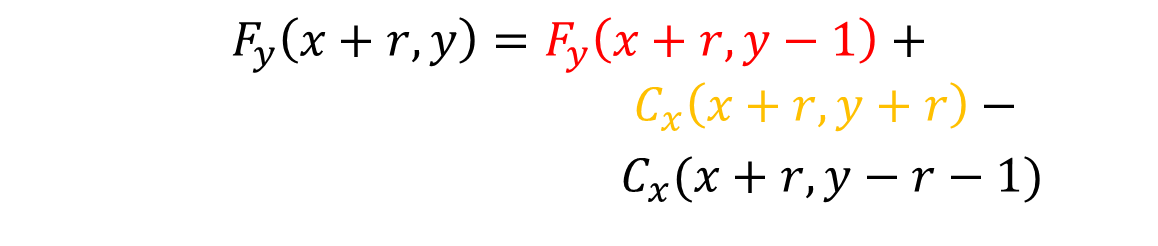 F_y(x + r, y) = F_y(x + r, y − 1) +
C_x(x + r, y + r) −
C_x(x + r, y − r − 1)